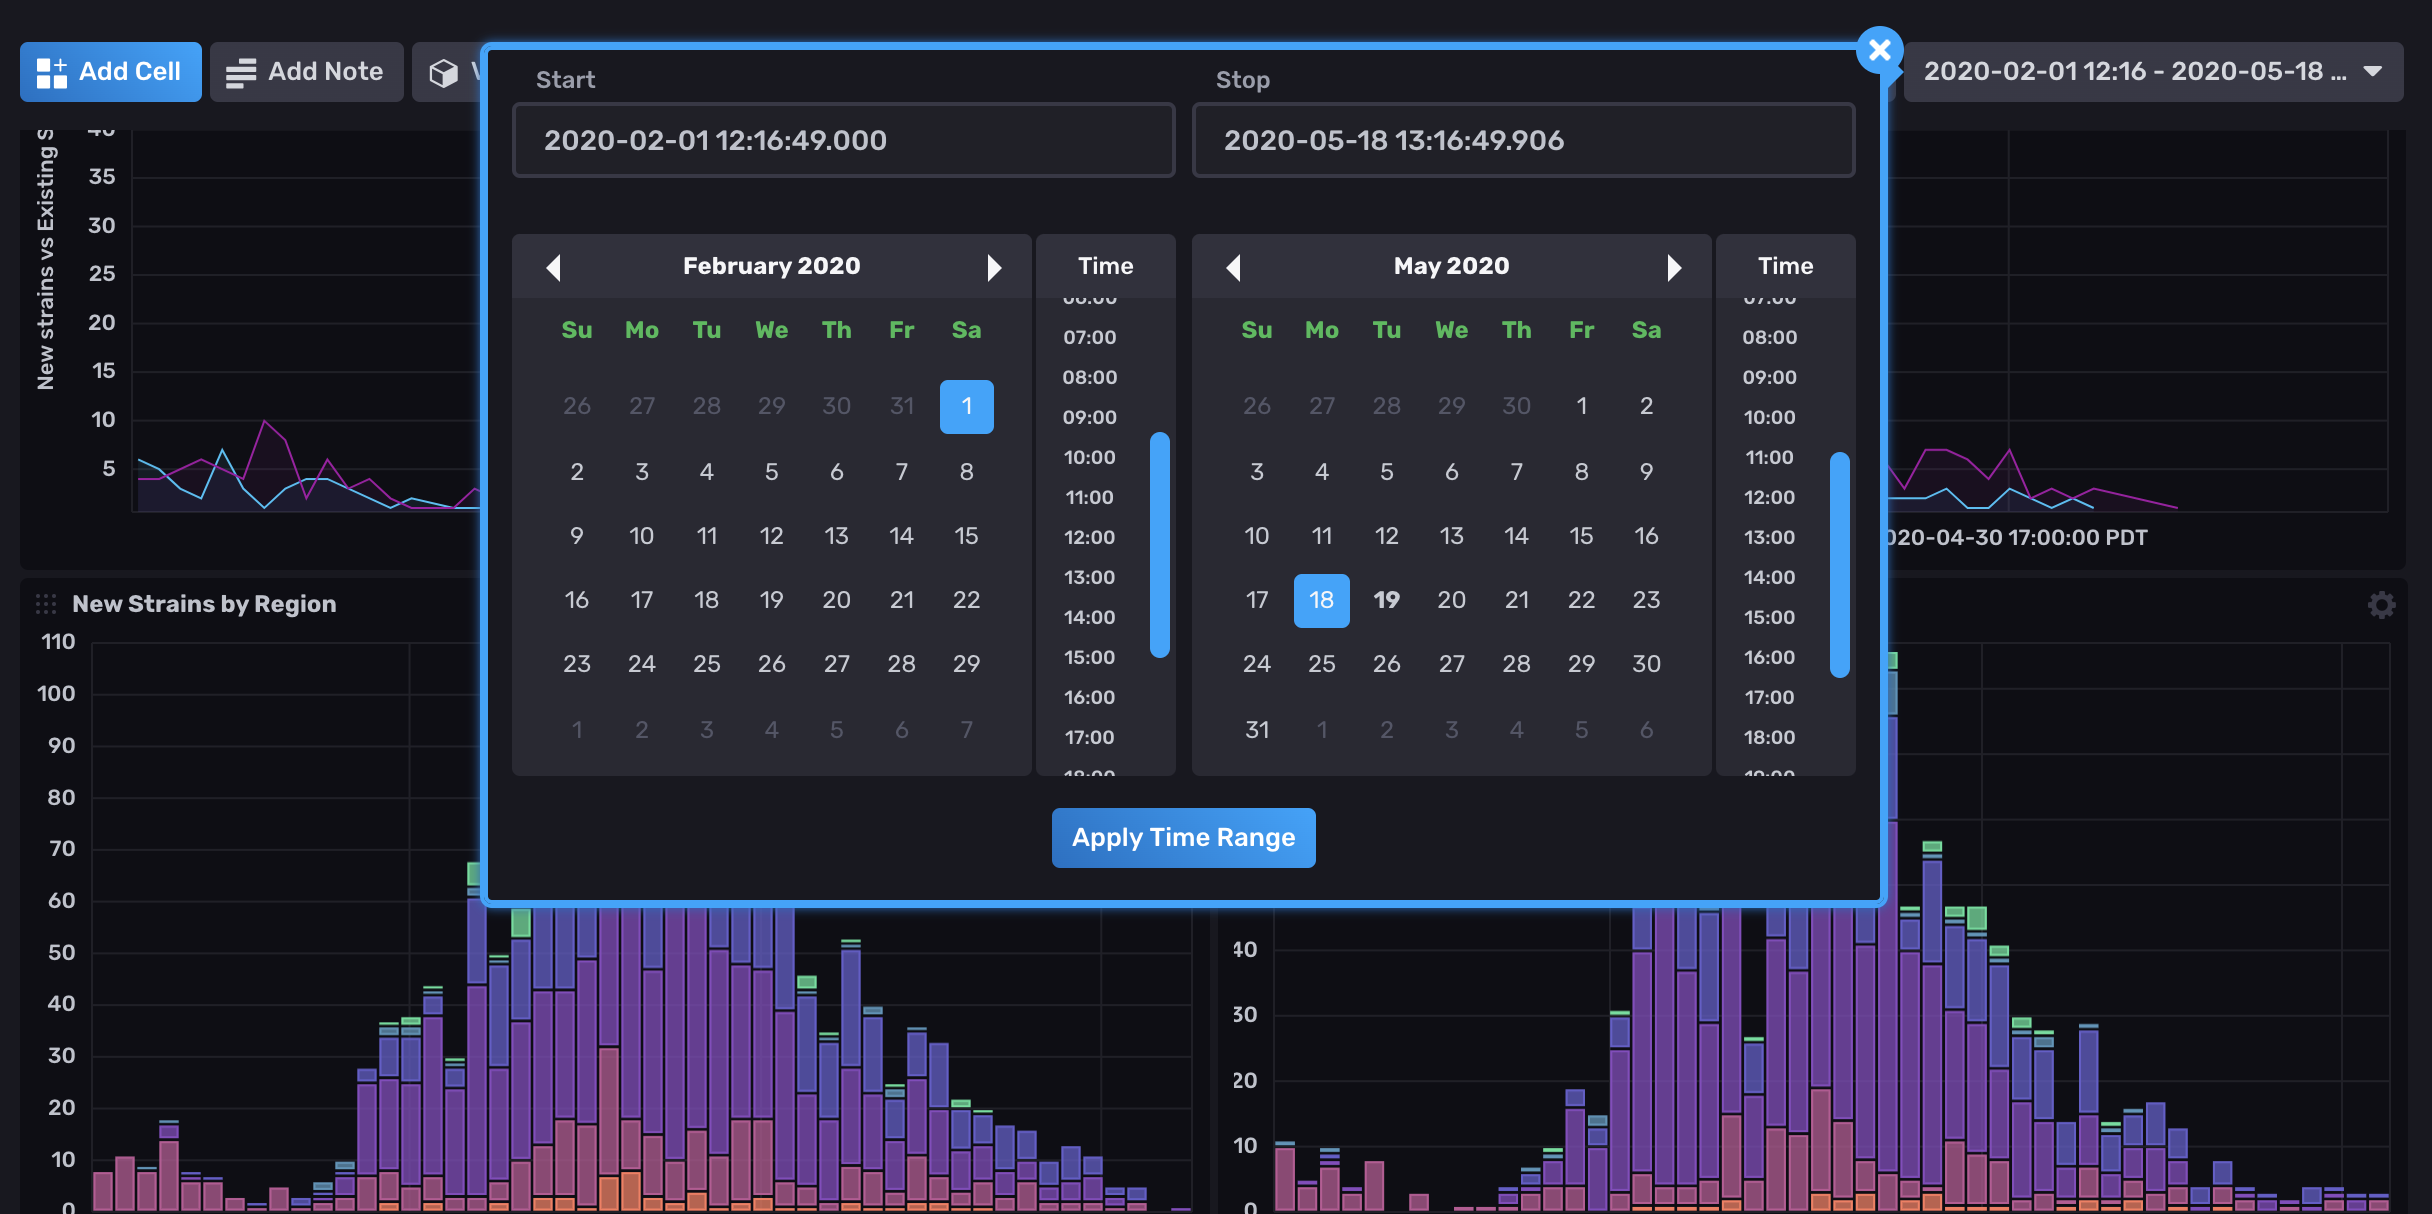 Add Cell
Add Note
2020-02-01 12:16 - 2020-05-18 ...
Start
Stop
2020-02-01 12:16:49.000
2020-05-18 13:16:49.906
February 2020
Time
Su Mo Tu We Th Fr Sa
26 27 28 29 30 31 1
2 3 4 5 6 7 8
9 10 11 12 13 14 15
16 17 18 19 20 21 22
23 24 25 26 27 28 29
1 2 3 4 5 6 7
06:00
07:00
08:00
09:00
10:00
11:00
12:00
13:00
14:00
15:00
16:00
17:00
18:00
May 2020
Time
Su Mo Tu We Th Fr Sa
26 27 28 29 30 1 2
3 4 5 6 7 8 9
10 11 12 13 14 15 16
17 18 19 20 21 22 23
24 25 26 27 28 29 30
31 1 2 3 4 5 6
07:00
08:00
09:00
10:00
11:00
12:00
13:00
14:00
15:00
16:00
17:00
18:00
19:00
Apply Time Range
New strains vs Existing S
40
35
30
25
20
15
10
5
020-04-30 17:00:00 PDT
New Strains by Region
110
100
90
80
70
60
50
40
30
20
10
0
40
30
20
10
0